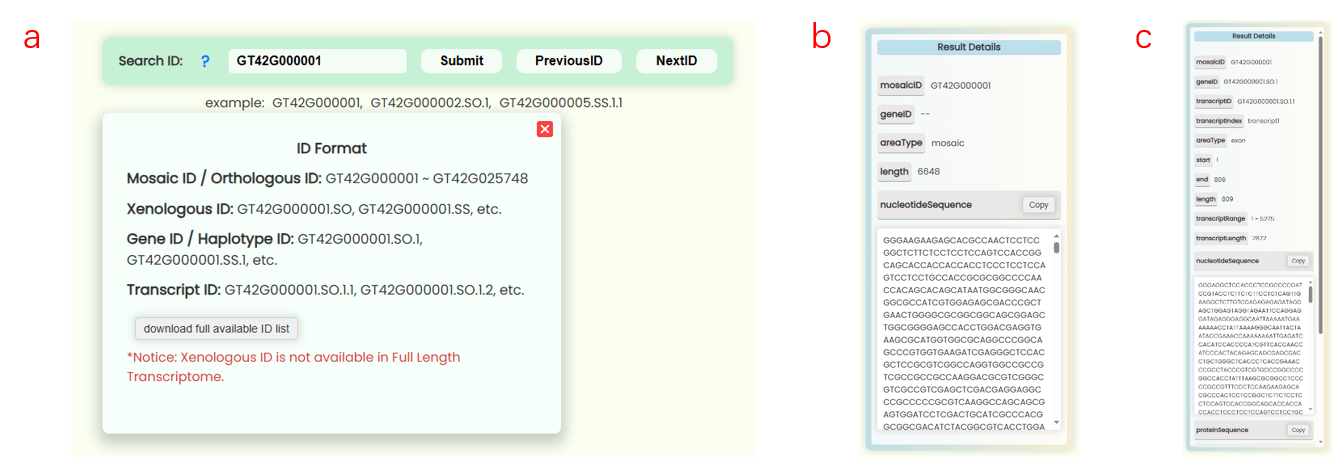 a
Search ID: ? GT42G000001 Submit PreviousID NextID
example: GT42G000001, GT42G000002.SO.1, GT42G000005.SS.1.1
ID Format
Mosaic ID / Orthologous ID: GT42G000001 ~ GT42G025748
Xenologous ID: GT42G000001.SO, GT42G000001.SS, etc.
Gene ID / Haplotype ID: GT42G000001.SO.1,
GT42G000001.SS.1, etc.
Transcript ID: GT42G000001.SO.1.1, GT42G000001.SO.1.2, etc.
download full available ID list
*Notice: Xenologous ID is not available in Full Length
Transcriptome.
b
Result Details
mosaicID GT42G000001
geneID --
areaType mosaic
length 6648
nucleotideSequence Copy
GGGAAGAAGAGCACGCCAACTCCTCC
GGCTCTTCTCCTCCTCCAGTCCACCGG
CAGCACCACCACCACCTCCCTCCTCCA
GTCCTCCTGCCACCGCGCGGCCCCAA
CCACAGCACAGCATAATGGCGGGCAAC
GGCGCCATCGTGGAGAGCGACCCGCT
GAACTGGGGCGCGGCGGCAGCGGAGC
TGGCGGGGAGCCACCTGGACGAGGTG
AAGCGCATGGTGGCGCAGGCCCGGCA
GCCCGTGGTGAAGATCGAGGGCTCCAC
GCTCCGCGTCGGCCAGGTGGCCGCCG
TCGCCGCCGCCAAGGACGCGTCGGGC
GTCGCCGTCGAGCTCGACGAGGAGGC
CCGCCCCCGCGTCAAGGCCAGCAGCG
AGTGGATCCTCGACTGCATCGCCCACG
GCGGCGACATCTACGGCGTCACCTGGA
c
Result Details
mosaicID GT42G000001
geneID GT42G000001.SO.1
transcriptID GT42G000001.SO.1.1
transcriptIndex transcript1
areaType exon
start 1
end 809
length 809
transcriptRange 1 - 5275
transcriptLength 2872
nucleotideSequence Copy
proteinSequence Copy